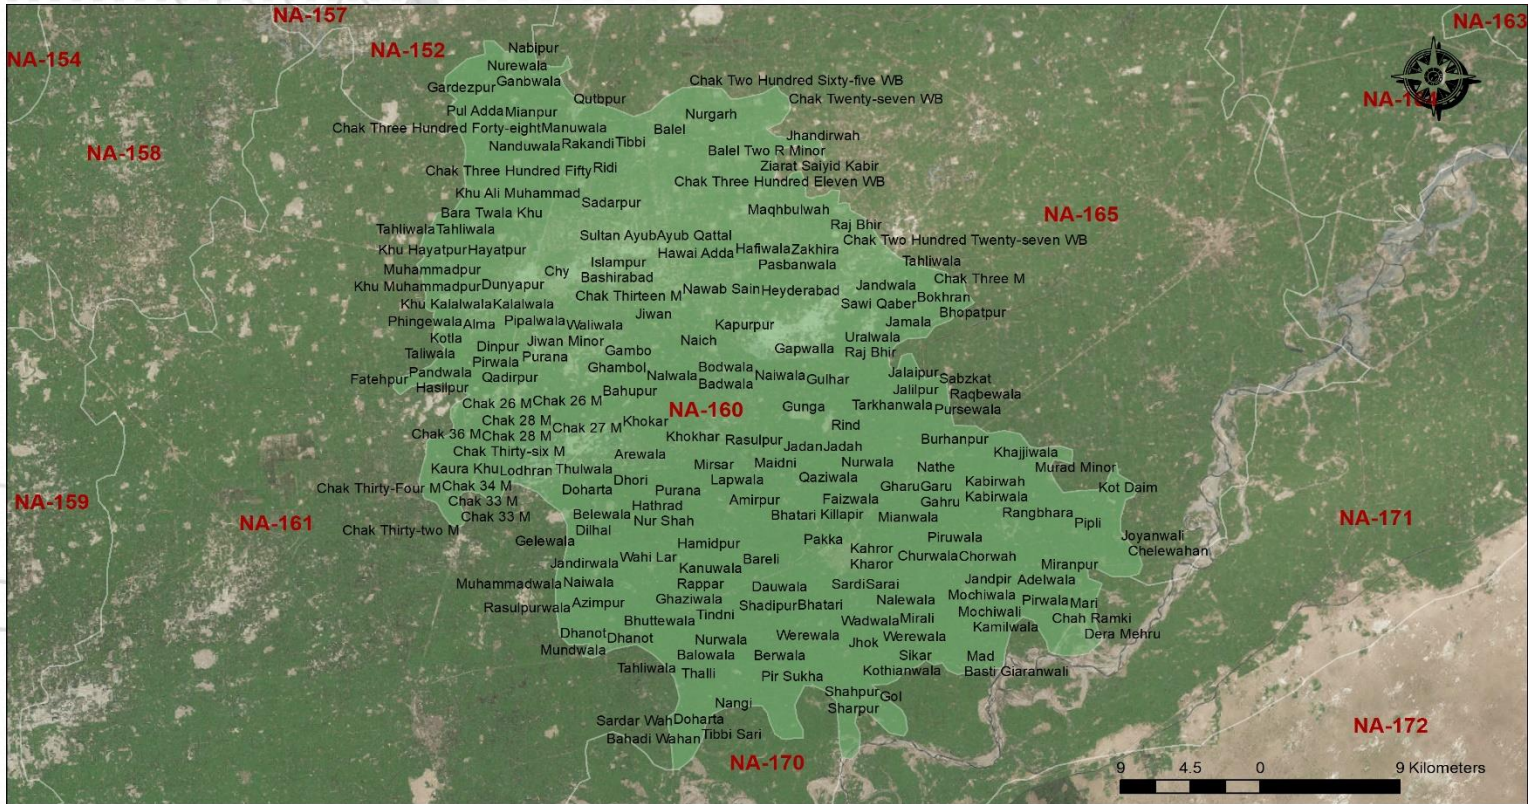 NA-157
NA-163
NA-152
NA-154
Nabipur
Nurewala
Ganbwala
Gardezpur
Chak Two Hundred Sixty-five WB
Qutbpur
Chak Twenty-seven WB
Pul Adda Mianpur
Nurgarh
Chak Three Hundred Forty-eight Manuwala
Balel
Jhandirwah
Nanduwala Rakandi Tibbi
Balel Two R Minor
NA-158
Ziarat Saiyid Kabir
Chak Three Hundred Fifty Ridi
Chak Three Hundred Eleven WB
Khu Ali Muhammad
Sadarpur
Bara Twala Khu
Maqhbulwah
NA-165
Tahliwala Tahliwala
Raj Bhir
Sultan Ayub Ayub Qattal
Chak Two Hundred Twenty-seven WB
Khu Hayatpur Hayatpur
Hawai Adda Hafiwala Zakhira
Islampur
Pasbanwala
Tahliwala
Muhammadpur
Chy
Bashirabad
Chak Three M
Khu Muhammadpur Dunyapur
Nawab Sain Heyderabad
Jandwala
Chak Thirteen M
Bokhran
Khu Kalalwala Kalalwala
Sawi Qaber
Jiwan
Bhopatpur
Phingewala Alma Pipalwala Waliwala
Kapurpur
Jamala
Kotla
Jiwan Minor
Naich
Uralwala
Taliwala
Dinpur
Purana
Gambo
Gapwalla
Raj Bhir
Pirwala
Pandwala
Ghambol
Bodwala
Fatehpur
Qadirpur
Nalwala
Naiwala Gulhar
Jalaipur
Sabzkat
Hasilpur
Bahupur
Badwala
Jalilpur
Raqbewala
Chak 26 M Chak 26 M
NA-160
Gunga
Tarkhanwala
Pursewala
Chak 28 M
Chak 27 M
Khokar
Rind
Chak 36 M Chak 28 M
Khokhar
Rasulpur
Jadan Jadah
Burhanpur
Chak Thirty-six M
Arewala
Khajjiwala
Kaura Khu Lodhran Thulwala
Mirsar
Maidni
Nurwala
Nathe
Murad Minor
Chak Thirty-Four M Chak 34 M
Dhori
Lapwala
Qaziwala
Gharu Garu
Kabirwah
Kot Daim
Doharta
Purana
Chak 33 M
Hathrad
Amirpur
Faizwala
Gahru
Kabirwala
NA-159
Chak 33 M
Belewala
Nur Shah
Bhatari Killapir
Mianwala
Rangbhara
Pipli
NA-161
NA-171
Chak Thirty-two M
Dilhal
Gelewala
Hamidpur
Pakka
Piruwala
Joyanwali
Kahror
Chelewahan
Jandirwala
Wahi Lar
Bareli
Churwala Chorwah
Kanuwala
Kharor
Miranpur
Muhammadwala Naiwala
Rappar
Dauwala
Sardi Sarai
Jandpir
Adelwala
Rasulpurwala Azimpur
Ghaziwala
Shadipur Bhatari
Nalewala
Mochiwala
Pirwala Mari
Tindni
Mochiwali
Bhuttewala
Wadwala Mirali
Chah Ramki
Dhanot
Kamilwala
Dhanot
Nurwala
Werewala
Jhok
Werewala
Dera Mehru
Mundwala
Balowala
Berwala
Sikar
Mad
Tahliwala
Thalli
Pir Sukha
Kothianwala
Basti Giaranwali
Shahpur
Gol
Nangi
Sharpur
Sardar Wah Doharta
NA-172
Bahadi Wahan
Tibbi Sari
NA-170
9 4.5 0 9 Kilometers